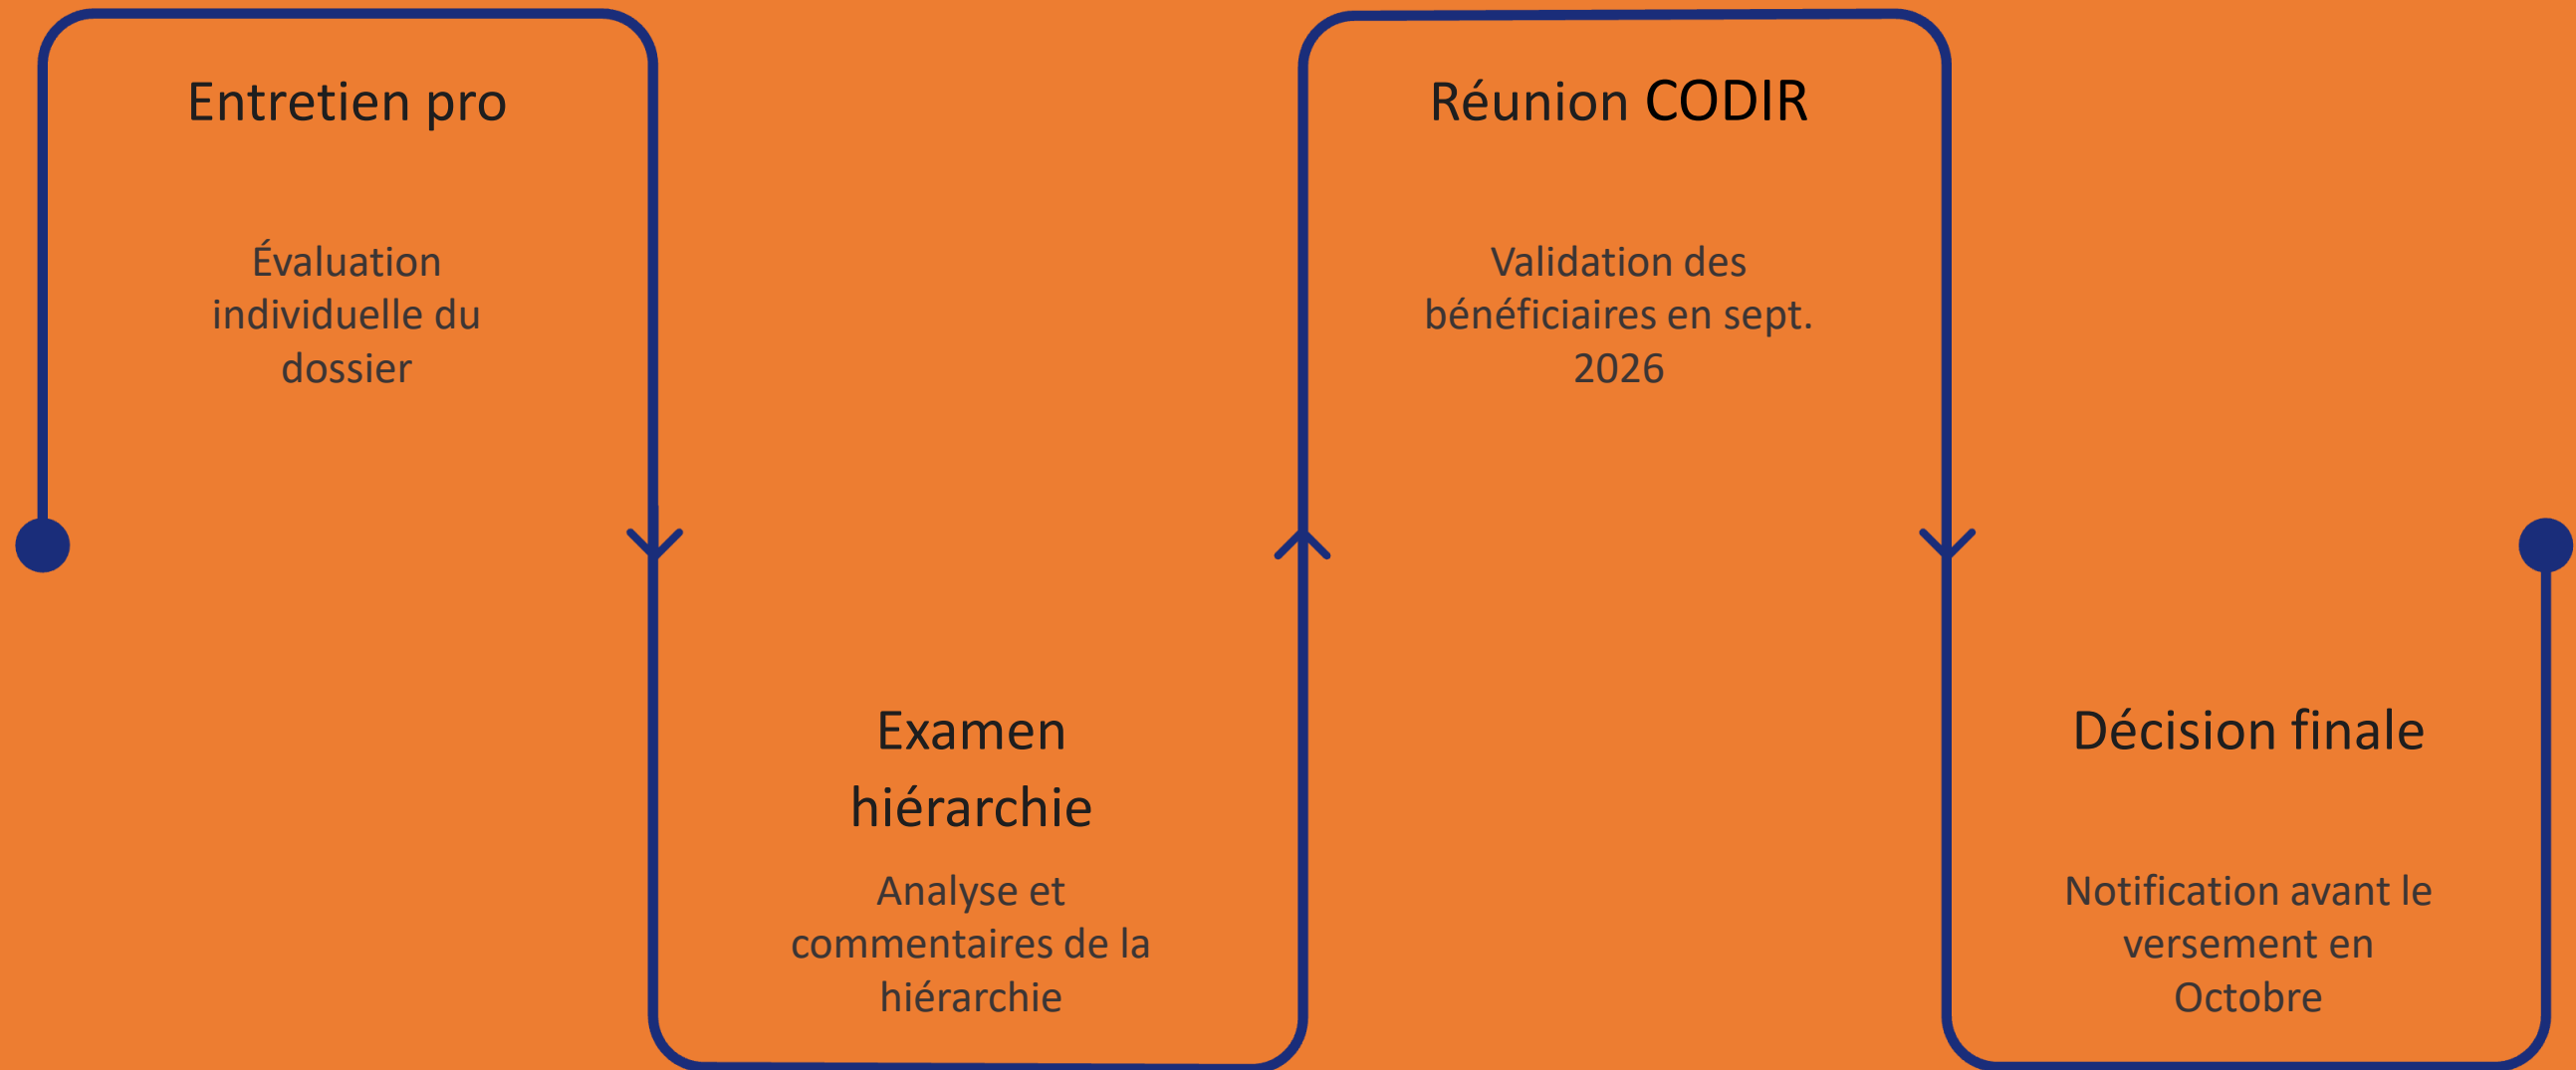 Entretien pro
Évaluation
individuelle du
dossier
Examen
hiérarchie
Analyse et
commentaires de la
hiérarchie
Réunion CODIR
Validation des
bénéficiaires en sept.
2026
Décision finale
Notification avant le
versement en
Octobre